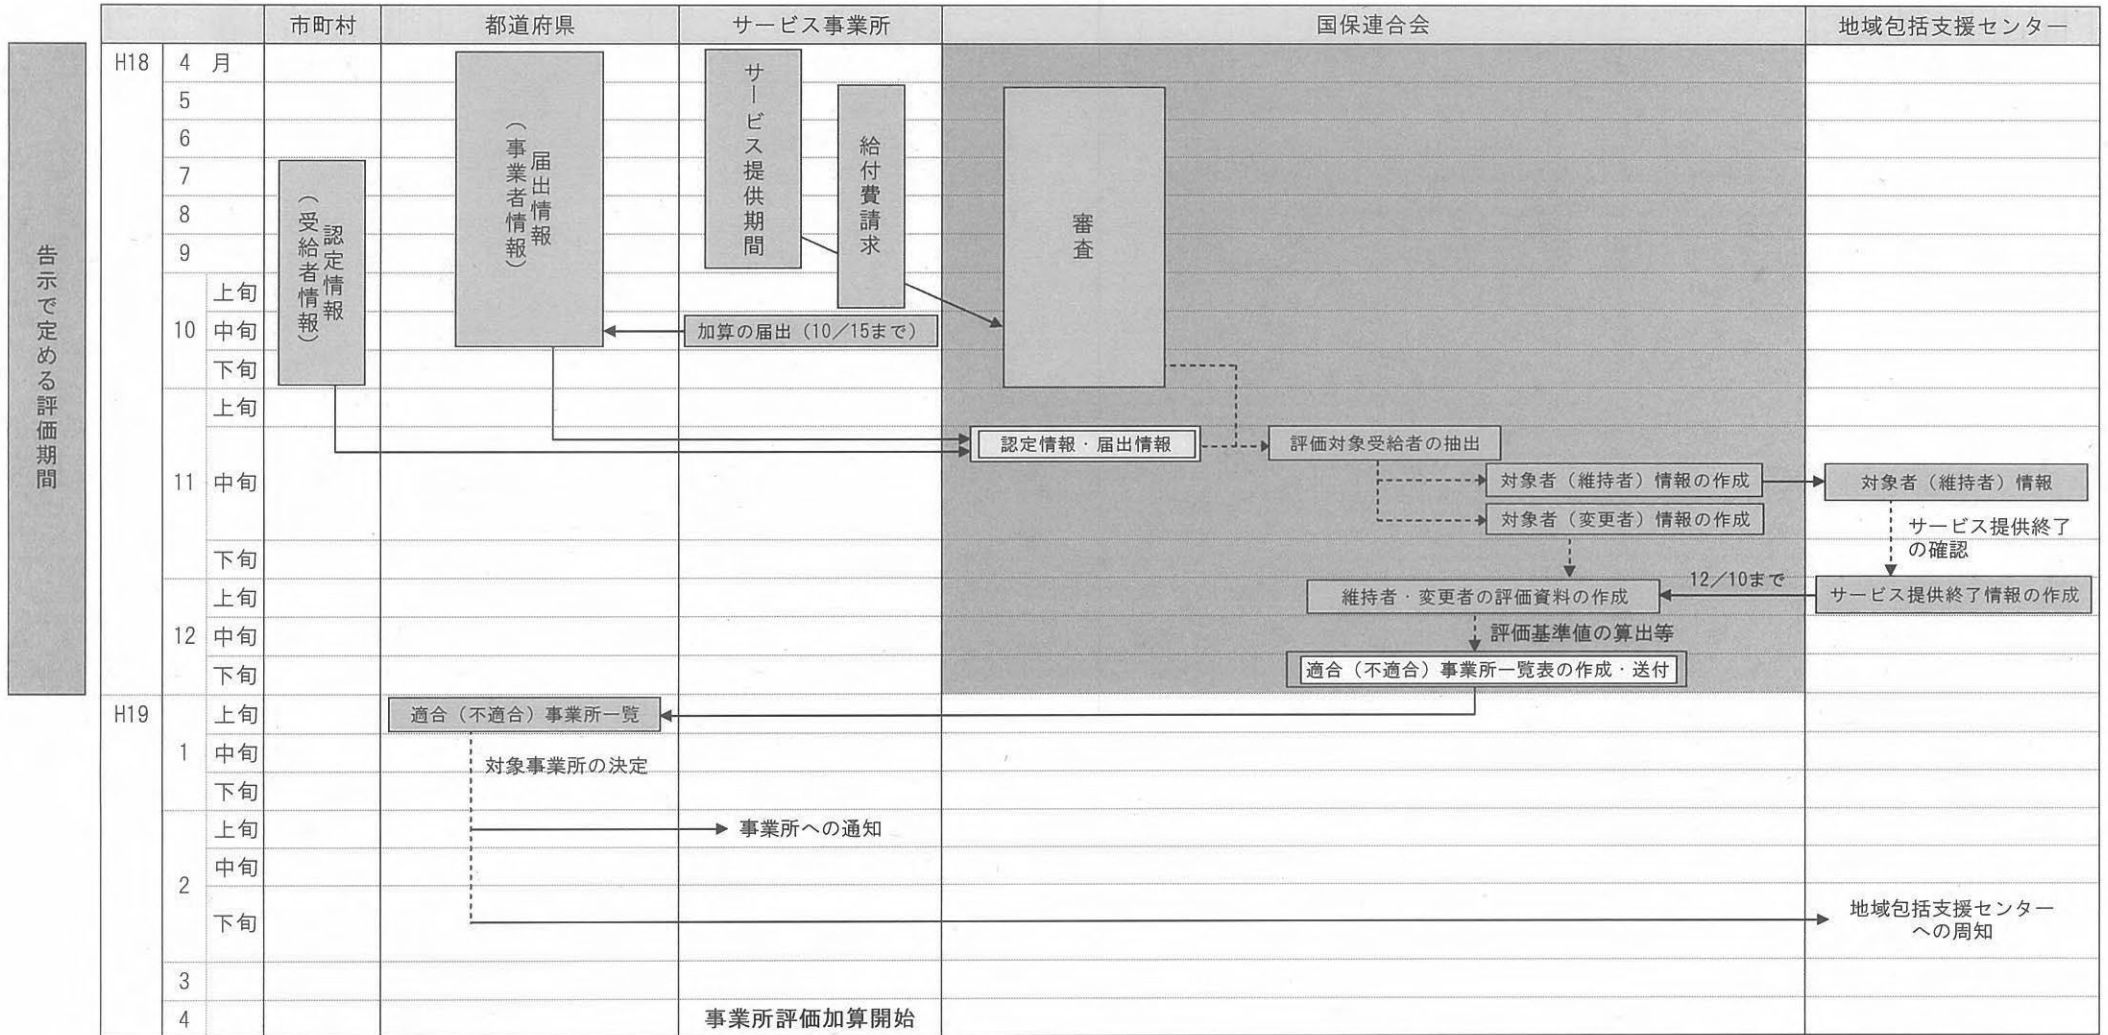 市町村
都道府県
サービス事業所
国保連合会
地域包括支援センター
告示で定める評価期間
H18
4 月
5
6
7
8
9
10
上旬
中旬
下旬
11
上旬
中旬
下旬
12
上旬
中旬
下旬
H19
1
上旬
中旬
下旬
2
上旬
中旬
下旬
3
4
認定情報
（受給者情報）
届出情報
（事業者情報）
サービス提供期間
給付費請求
審査
加算の届出（10／15まで）
認定情報・届出情報
評価対象受給者の抽出
対象者（維持者）情報の作成
対象者（維持者）情報
対象者（変更者）情報の作成
サービス提供終了
の確認
12／10まで
維持者・変更者の評価資料の作成
サービス提供終了情報の作成
評価基準値の算出等
適合（不適合）事業所一覧表の作成・送付
適合（不適合）事業所一覧
対象事業所の決定
事業所への通知
地域包括支援センター
への周知
事業所評価加算開始